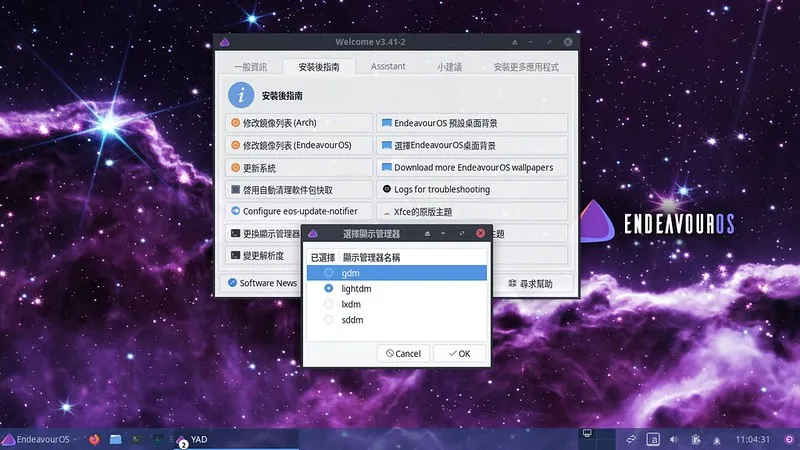 Welcome v3.41-2
一般資訊
安裝後指南
Assistant
小建議
安裝更多應用程式
安裝後指南
修改鏡像列表 (Arch)
EndeavourOS 預設桌面背景
修改鏡像列表 (EndeavourOS)
選擇EndeavourOS桌面背景
更新系統
Download more EndeavourOS wallpapers
啓用自動清理軟件包快取
Logs for troubleshooting
Configure eos-update-notifier
Xfce的原版主題
更換顯示管理器
主題
變更解析度
Software News
尋求幫助
選擇顯示管理器
已選擇
顯示管理器名稱
gdm
lightdm
lxdm
sddm
Cancel
OK
ENDEAVOUROS
EndeavourOS
2
YAD
a
11:04:31